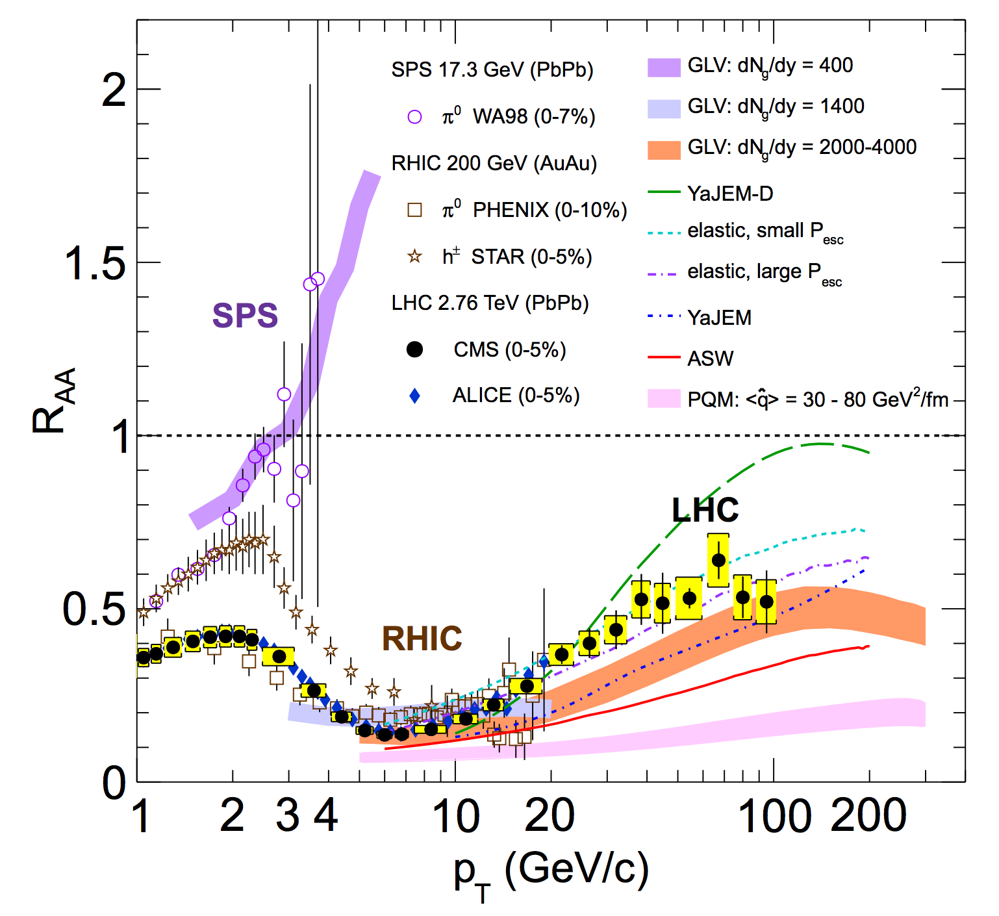 SPS 17.3 GeV (PbPb)
π⁰ WA98 (0-7%)
RHIC 200 GeV (AuAu)
π⁰ PHENIX (0-10%)
h± STAR (0-5%)
LHC 2.76 TeV (PbPb)
CMS (0-5%)
ALICE (0-5%)
GLV: dNg/dy = 400
GLV: dNg/dy = 1400
GLV: dNg/dy = 2000-4000
YaJEM-D
elastic, small Pesc
elastic, large Pesc
YaJEM
ASW
PQM: <q̂> = 30 - 80 GeV²/fm
SPS
RHIC
LHC
RAA
2
1.5
1
0.5
0
1 2 3 4 10 20 100 200
pT (GeV/c)